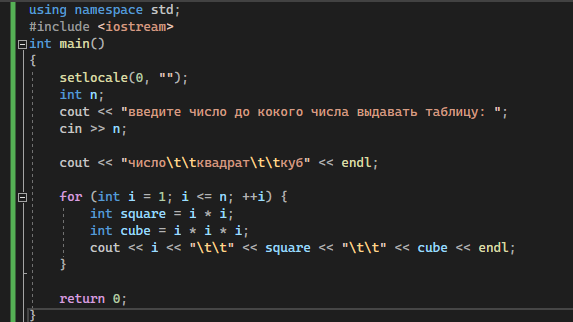 using namespace std;
#include <iostream>
int main()
{
    setlocale(0, "");
    int n;
    cout << "введите число до кокого числа выдавать таблицу: ";
    cin >> n;

    cout << "число\t\tквадрат\t\tкуб" << endl;

    for (int i = 1; i <= n; ++i) {
        int square = i * i;
        int cube = i * i * i;
        cout << i << "\t\t" << square << "\t\t" << cube << endl;
    }

    return 0;
}